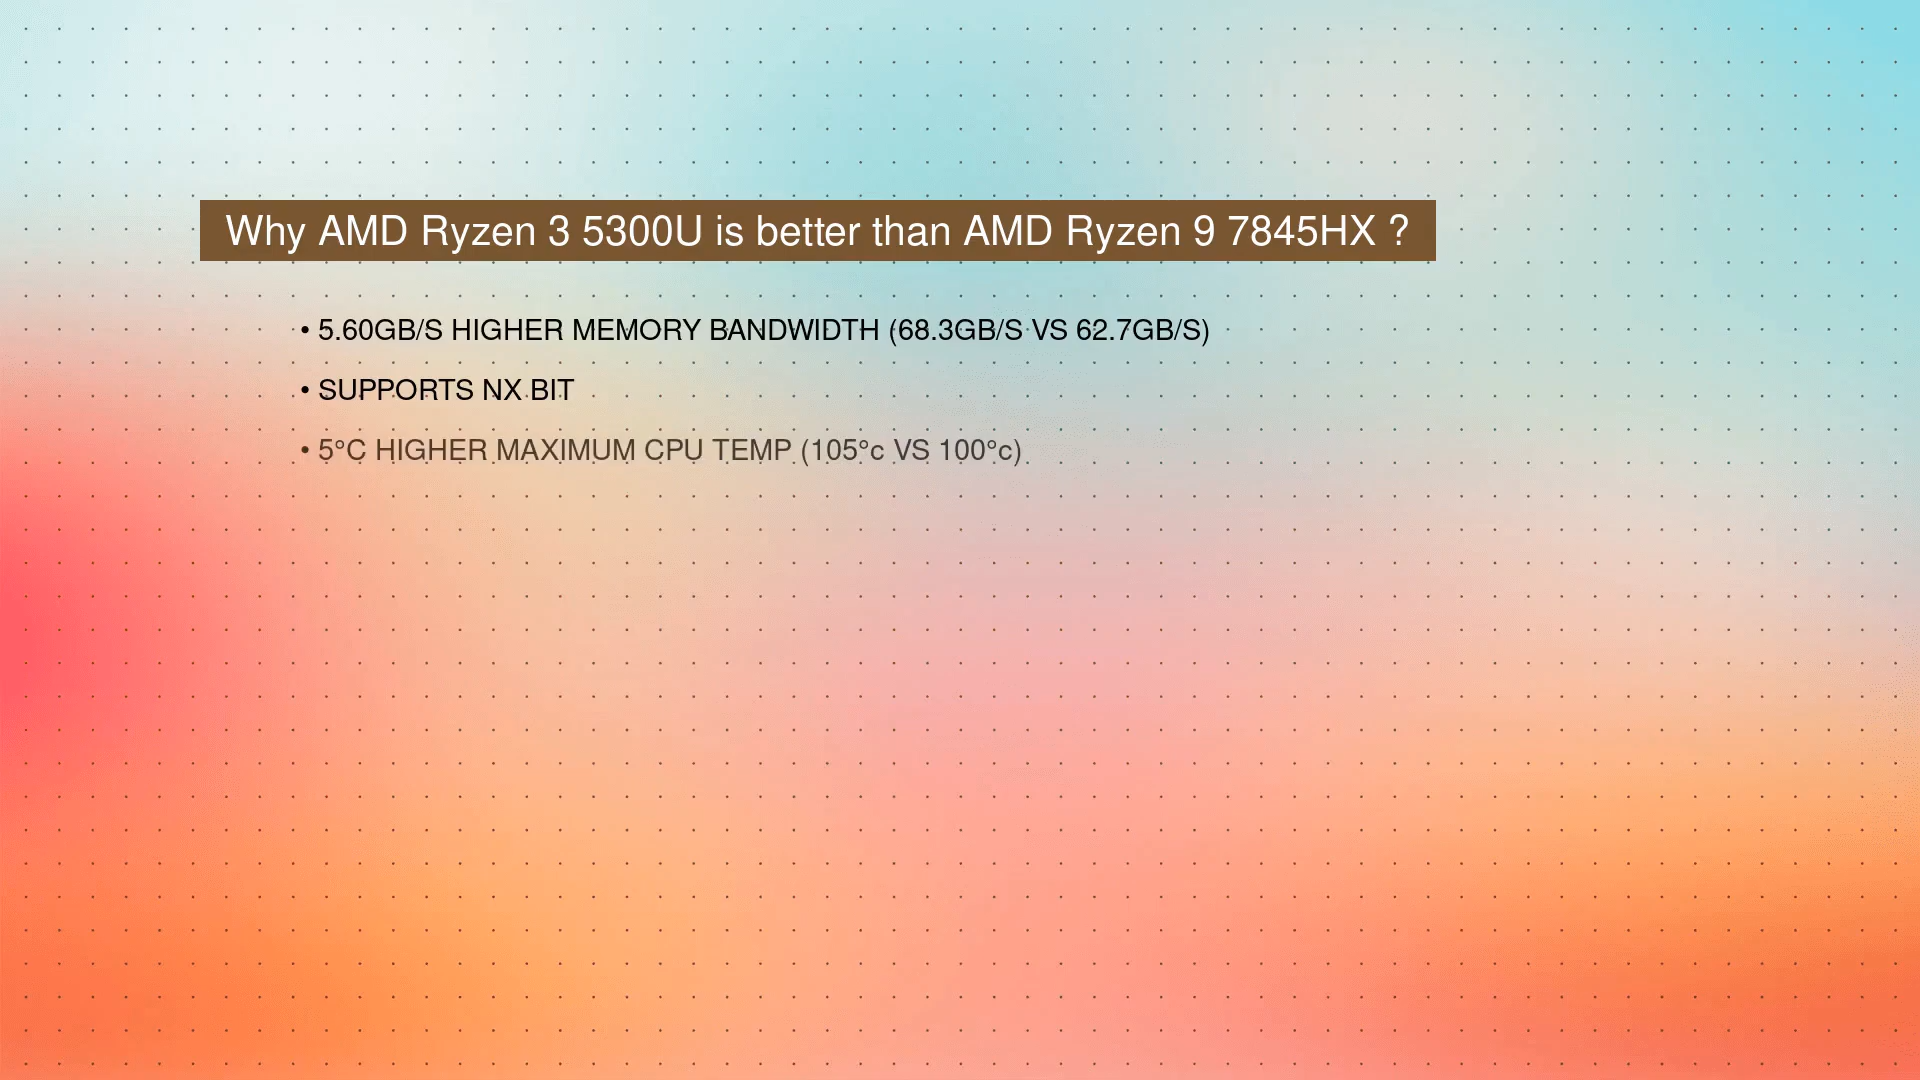 Why AMD Ryzen 3 5300U is better than AMD Ryzen 9 7845HX ?
• 5.60GB/S HIGHER MEMORY BANDWIDTH (68.3GB/S VS 62.7GB/S)
• SUPPORTS NX BIT
• 5°C HIGHER MAXIMUM CPU TEMP (105°c VS 100°c)